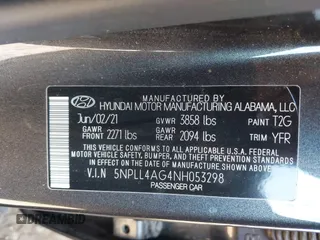 MANUFACTURED BY
HYUNDAI MOTOR MANUFACTURING ALABAMA, LLC
Jun/02/21 GVWR 3858 lbs PAINT T2G
GAWR FRONT 2271 lbs GAWR REAR 2094 lbs TRIM YFR
THIS VEHICLE CONFORMS TO ALL APPLICABLE U.S.A. FEDERAL
MOTOR VEHICLE SAFETY, BUMPER, AND THEFT PREVENTION
STANDARDS IN EFFECT ON THE DATE OF MANUFACTURE SHOWN ABOVE.
V.I.N 5NPLL4AG4NH053298
PASSENGER CAR
DREAMBID